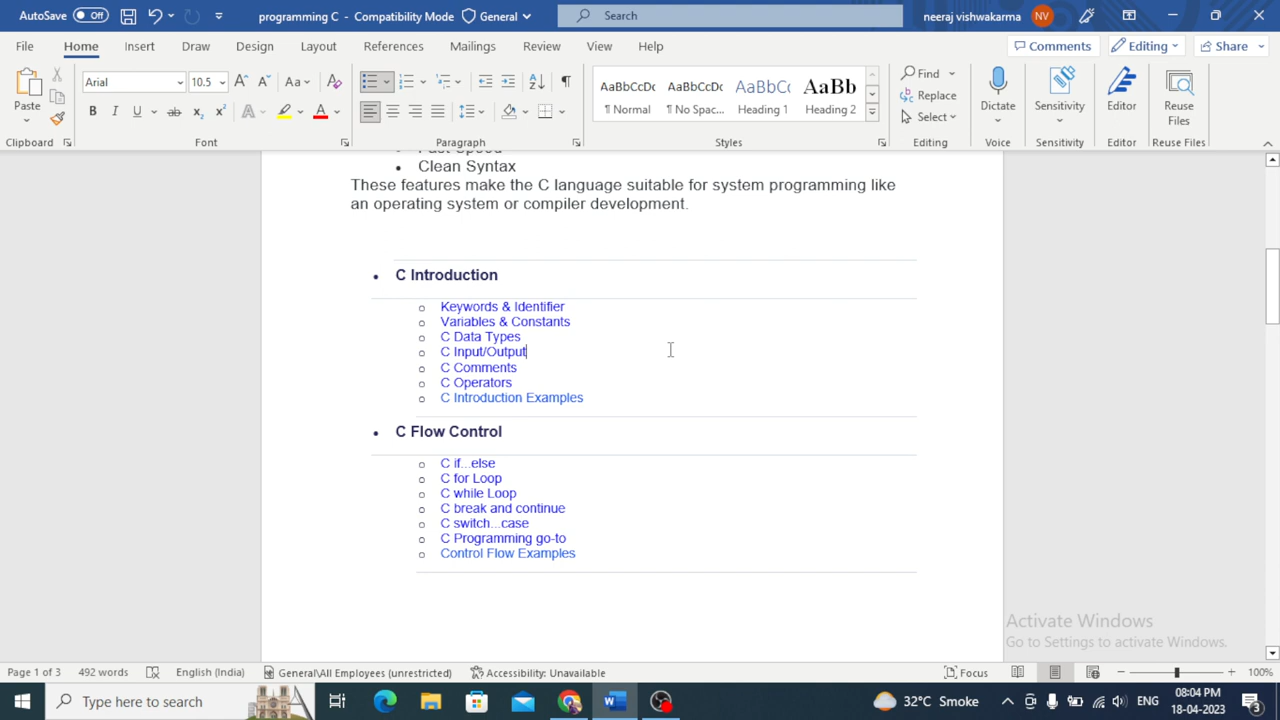 AutoSave Off programming C - Compatibility Mode General Search neeraj vishwakarma NV
File Home Insert Draw Design Layout References Mailings Review View Help Comments Editing Share
Paste Arial 10.5 Aa AaBbCcDc AaBbCcDc AaBbCc AaBb Find Replace Select Dictate Sensitivity Editor Reuse Files
¶ Normal ¶ No Spac... Heading 1 Heading 2
Clipboard Font Paragraph Styles Editing Voice Sensitivity Editor Reuse Files
Fast Speed
Clean Syntax
These features make the C language suitable for system programming like
an operating system or compiler development.
C Introduction
Keywords & Identifier
Variables & Constants
C Data Types
C Input/Output
C Comments
C Operators
C Introduction Examples
C Flow Control
C if...else
C for Loop
C while Loop
C break and continue
C switch...case
C Programming go-to
Control Flow Examples
Activate Windows
Go to Settings to activate Windows.
Page 1 of 3 492 words English (India) General\All Employees (unrestricted) Accessibility: Unavailable Focus 100%
Type here to search 32°C Smoke ENG 08:04 PM
18-04-2023 3